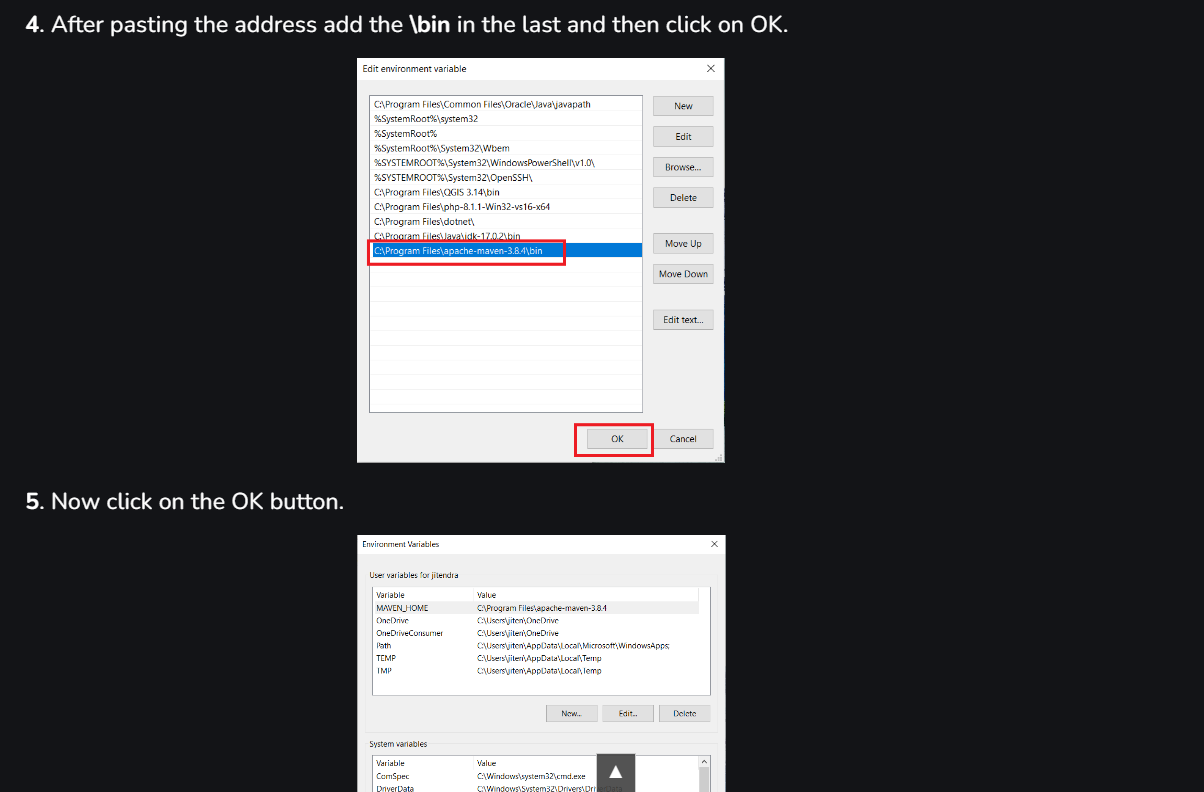 4. After pasting the address add the \bin in the last and then click on OK.
Edit environment variable
C:\Program Files\Common Files\Oracle\Java\javapath
%SystemRoot%\system32
%SystemRoot%
%SystemRoot%\System32\Wbem
%SYSTEMROOT%\System32\WindowsPowerShell\v1.0\
%SYSTEMROOT%\System32\OpenSSH\
C:\Program Files\QGIS 3.14\bin
C:\Program Files\php-8.1.1-Win32-vs16-x64
C:\Program Files\dotnet\
C:\Program Files\Java\jdk-17.0.2\bin
C:\Program Files\apache-maven-3.8.4\bin
New
Edit
Browse...
Delete
Move Up
Move Down
Edit text...
OK Cancel
5. Now click on the OK button.
Environment Variables
User variables for jitendra
Variable Value
MAVEN_HOME C:\Program Files\apache-maven-3.8.4
OneDrive C:\Users\jiten\OneDrive
OneDriveConsumer C:\Users\jiten\OneDrive
Path C:\Users\jiten\AppData\Local\Microsoft\WindowsApps;
TEMP C:\Users\jiten\AppData\Local\Temp
TMP C:\Users\jiten\AppData\Local\Temp
New... Edit... Delete
System variables
Variable Value
ComSpec C:\Windows\system32\cmd.exe
DriverData C:\Windows\System32\Drivers\DriverData